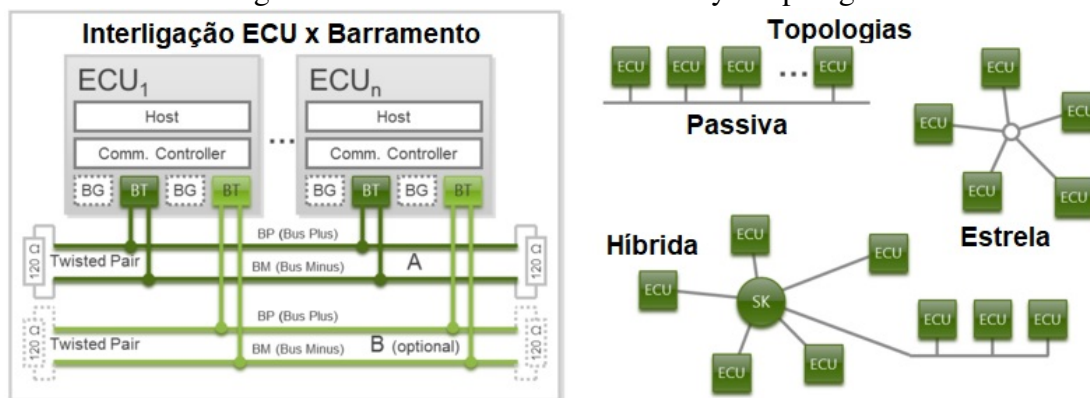 Interligação ECU x Barramento
ECU1
Host
Comm. Controller
BG BT BG BT
...
ECUn
Host
Comm. Controller
BG BT BG BT
120 Ω
Twisted Pair
BP (Bus Plus)
BM (Bus Minus)
A
120 Ω
120 Ω
Twisted Pair
BP (Bus Plus)
BM (Bus Minus)
B (optional)
120 Ω
Topologias
ECU ECU ECU ... ECU
Passiva
ECU
ECU
ECU
ECU
ECU
Estrela
Híbrida
ECU
ECU
ECU
SK
ECU
ECU
ECU ECU ECU